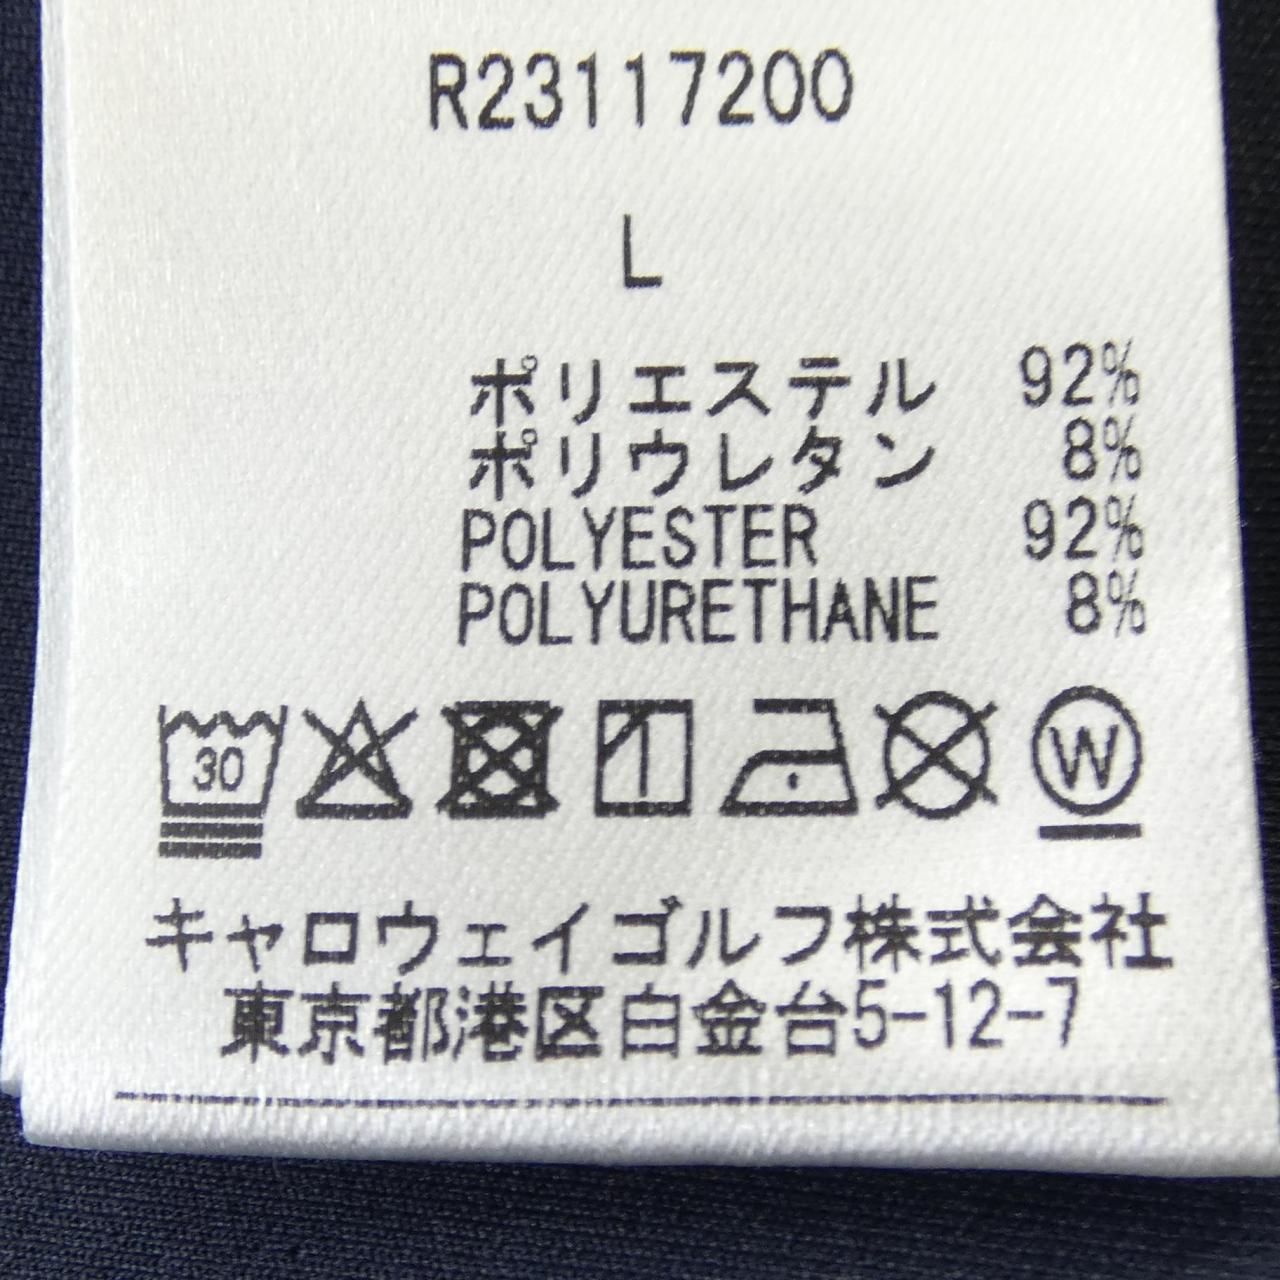 R23117200
L
ポリエステル 92%
ポリウレタン 8%
POLYESTER 92%
POLYURETHANE 8%
30 W
キャロウェイゴルフ株式会社
東京都港区白金台5-12-7